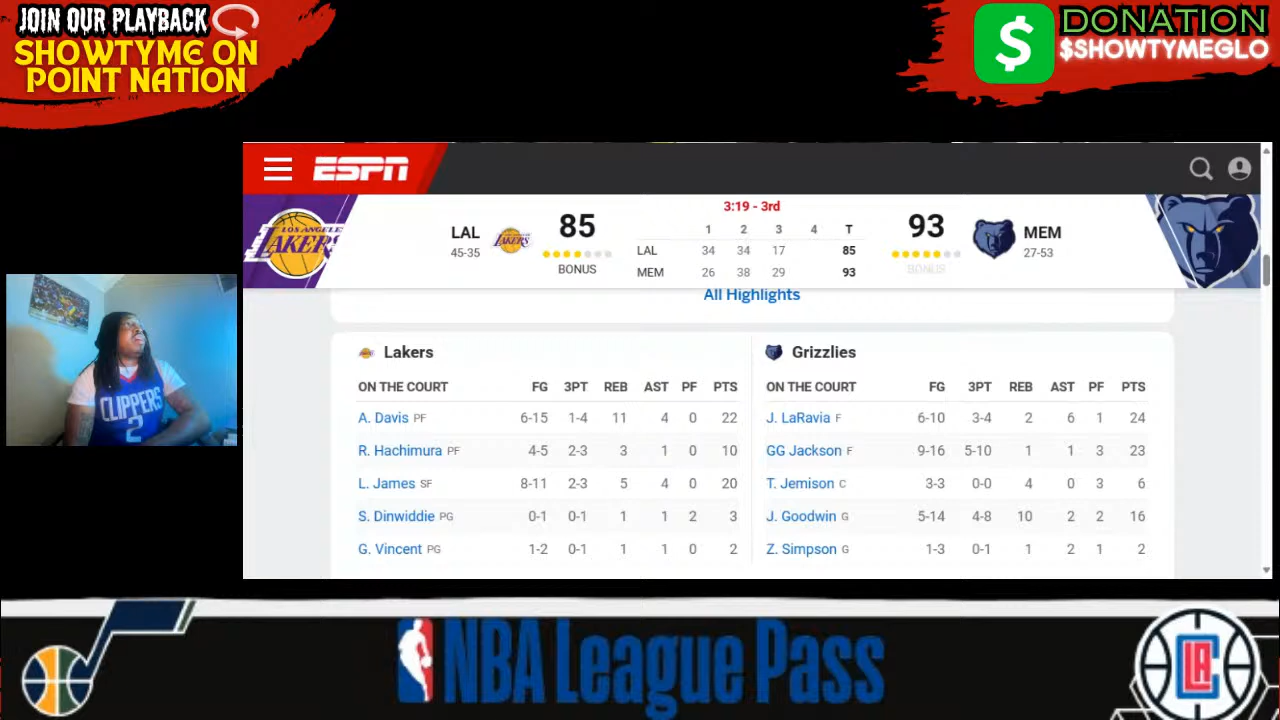 JOIN OUR PLAYBACK
SHOWTYME ON
POINT NATION
DONATION
$SHOWTYMEGLO
ESPN
3:19 - 3rd
LAL 85 1 2 3 4 T 93 MEM
45-35 LAL 34 34 17 85 27-53
BONUS MEM 26 38 29 93 BONUS
LOS ANGELES
LAKERS
All Highlights
Lakers
ON THE COURT FG 3PT REB AST PF PTS
A. Davis PF 6-15 1-4 11 4 0 22
R. Hachimura PF 4-5 2-3 3 1 0 10
L. James SF 8-11 2-3 5 4 0 20
S. Dinwiddie PG 0-1 0-1 1 1 2 3
G. Vincent PG 1-2 0-1 1 1 0 2
Grizzlies
ON THE COURT FG 3PT REB AST PF PTS
J. LaRavia F 6-10 3-4 2 6 1 24
GG Jackson F 9-16 5-10 1 1 3 23
T. Jemison C 3-3 0-0 4 0 3 6
J. Goodwin G 5-14 4-8 10 2 2 16
Z. Simpson G 1-3 0-1 1 2 1 2
CLIPPERS
2
NBA League Pass
LAC